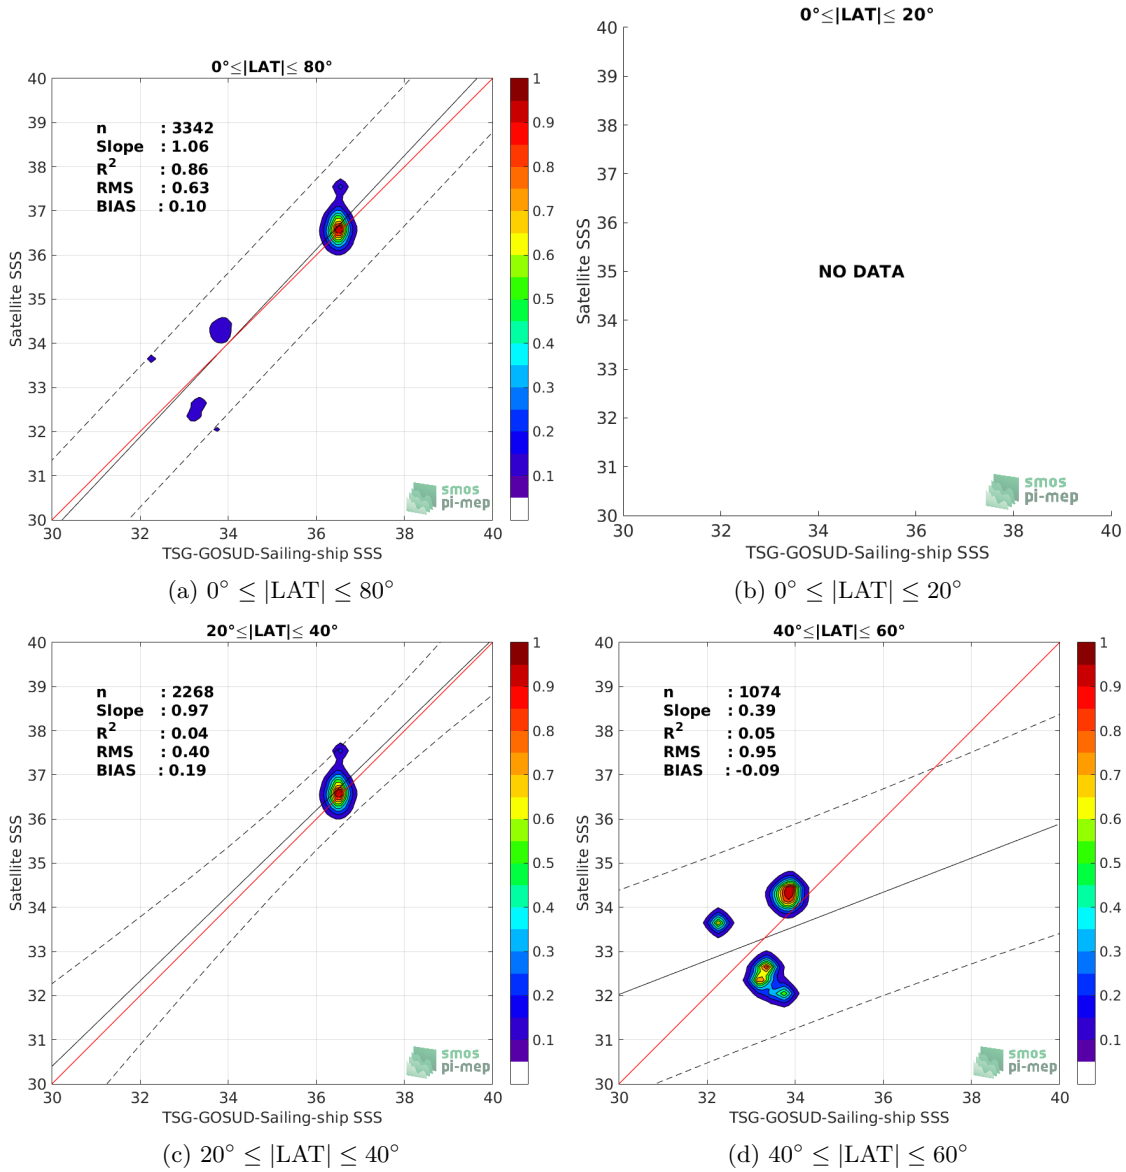 0°≤|LAT|≤ 80°
n : 3342
Slope : 1.06
R² : 0.86
RMS : 0.63
BIAS : 0.10
40
39
38
37
36
35
34
33
32
31
30
Satellite SSS
30 32 34 36 38 40
TSG-GOSUD-Sailing-ship SSS
1
0.9
0.8
0.7
0.6
0.5
0.4
0.3
0.2
0.1
smos
pi-mep
(a) 0° ≤ |LAT| ≤ 80°
0°≤|LAT|≤ 20°
40
39
38
37
36
35
34
33
32
31
30
Satellite SSS
NO DATA
30 32 34 36 38 40
TSG-GOSUD-Sailing-ship SSS
smos
pi-mep
(b) 0° ≤ |LAT| ≤ 20°
20°≤|LAT|≤ 40°
n : 2268
Slope : 0.97
R² : 0.04
RMS : 0.40
BIAS : 0.19
40
39
38
37
36
35
34
33
32
31
30
Satellite SSS
30 32 34 36 38 40
TSG-GOSUD-Sailing-ship SSS
1
0.9
0.8
0.7
0.6
0.5
0.4
0.3
0.2
0.1
smos
pi-mep
(c) 20° ≤ |LAT| ≤ 40°
40°≤|LAT|≤ 60°
n : 1074
Slope : 0.39
R² : 0.05
RMS : 0.95
BIAS : -0.09
40
39
38
37
36
35
34
33
32
31
30
Satellite SSS
30 32 34 36 38 40
TSG-GOSUD-Sailing-ship SSS
1
0.9
0.8
0.7
0.6
0.5
0.4
0.3
0.2
0.1
smos
pi-mep
(d) 40° ≤ |LAT| ≤ 60°